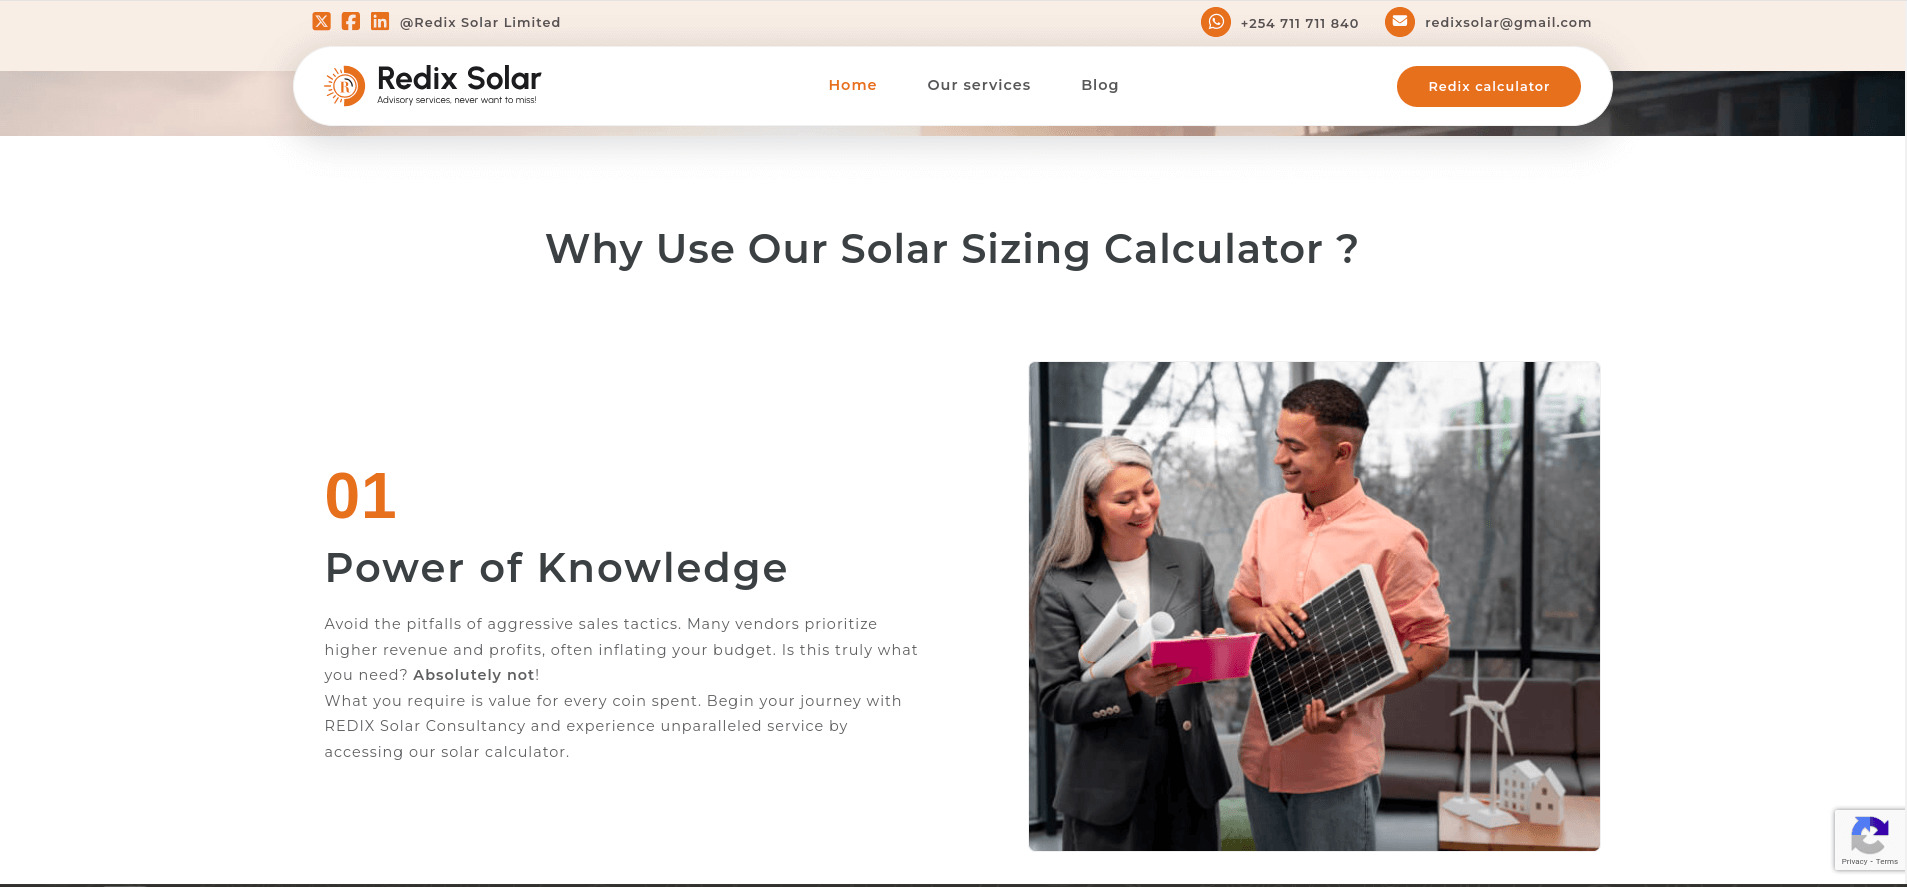 @Redix Solar Limited
+254 711 711 840
redixsolar@gmail.com
Redix Solar
Advisory services, never want to miss!
Home
Our services
Blog
Redix calculator
Why Use Our Solar Sizing Calculator ?
01
Power of Knowledge
Avoid the pitfalls of aggressive sales tactics. Many vendors prioritize
higher revenue and profits, often inflating your budget. Is this truly what
you need? Absolutely not!
What you require is value for every coin spent. Begin your journey with
REDIX Solar Consultancy and experience unparalleled service by
accessing our solar calculator.
Privacy - Terms